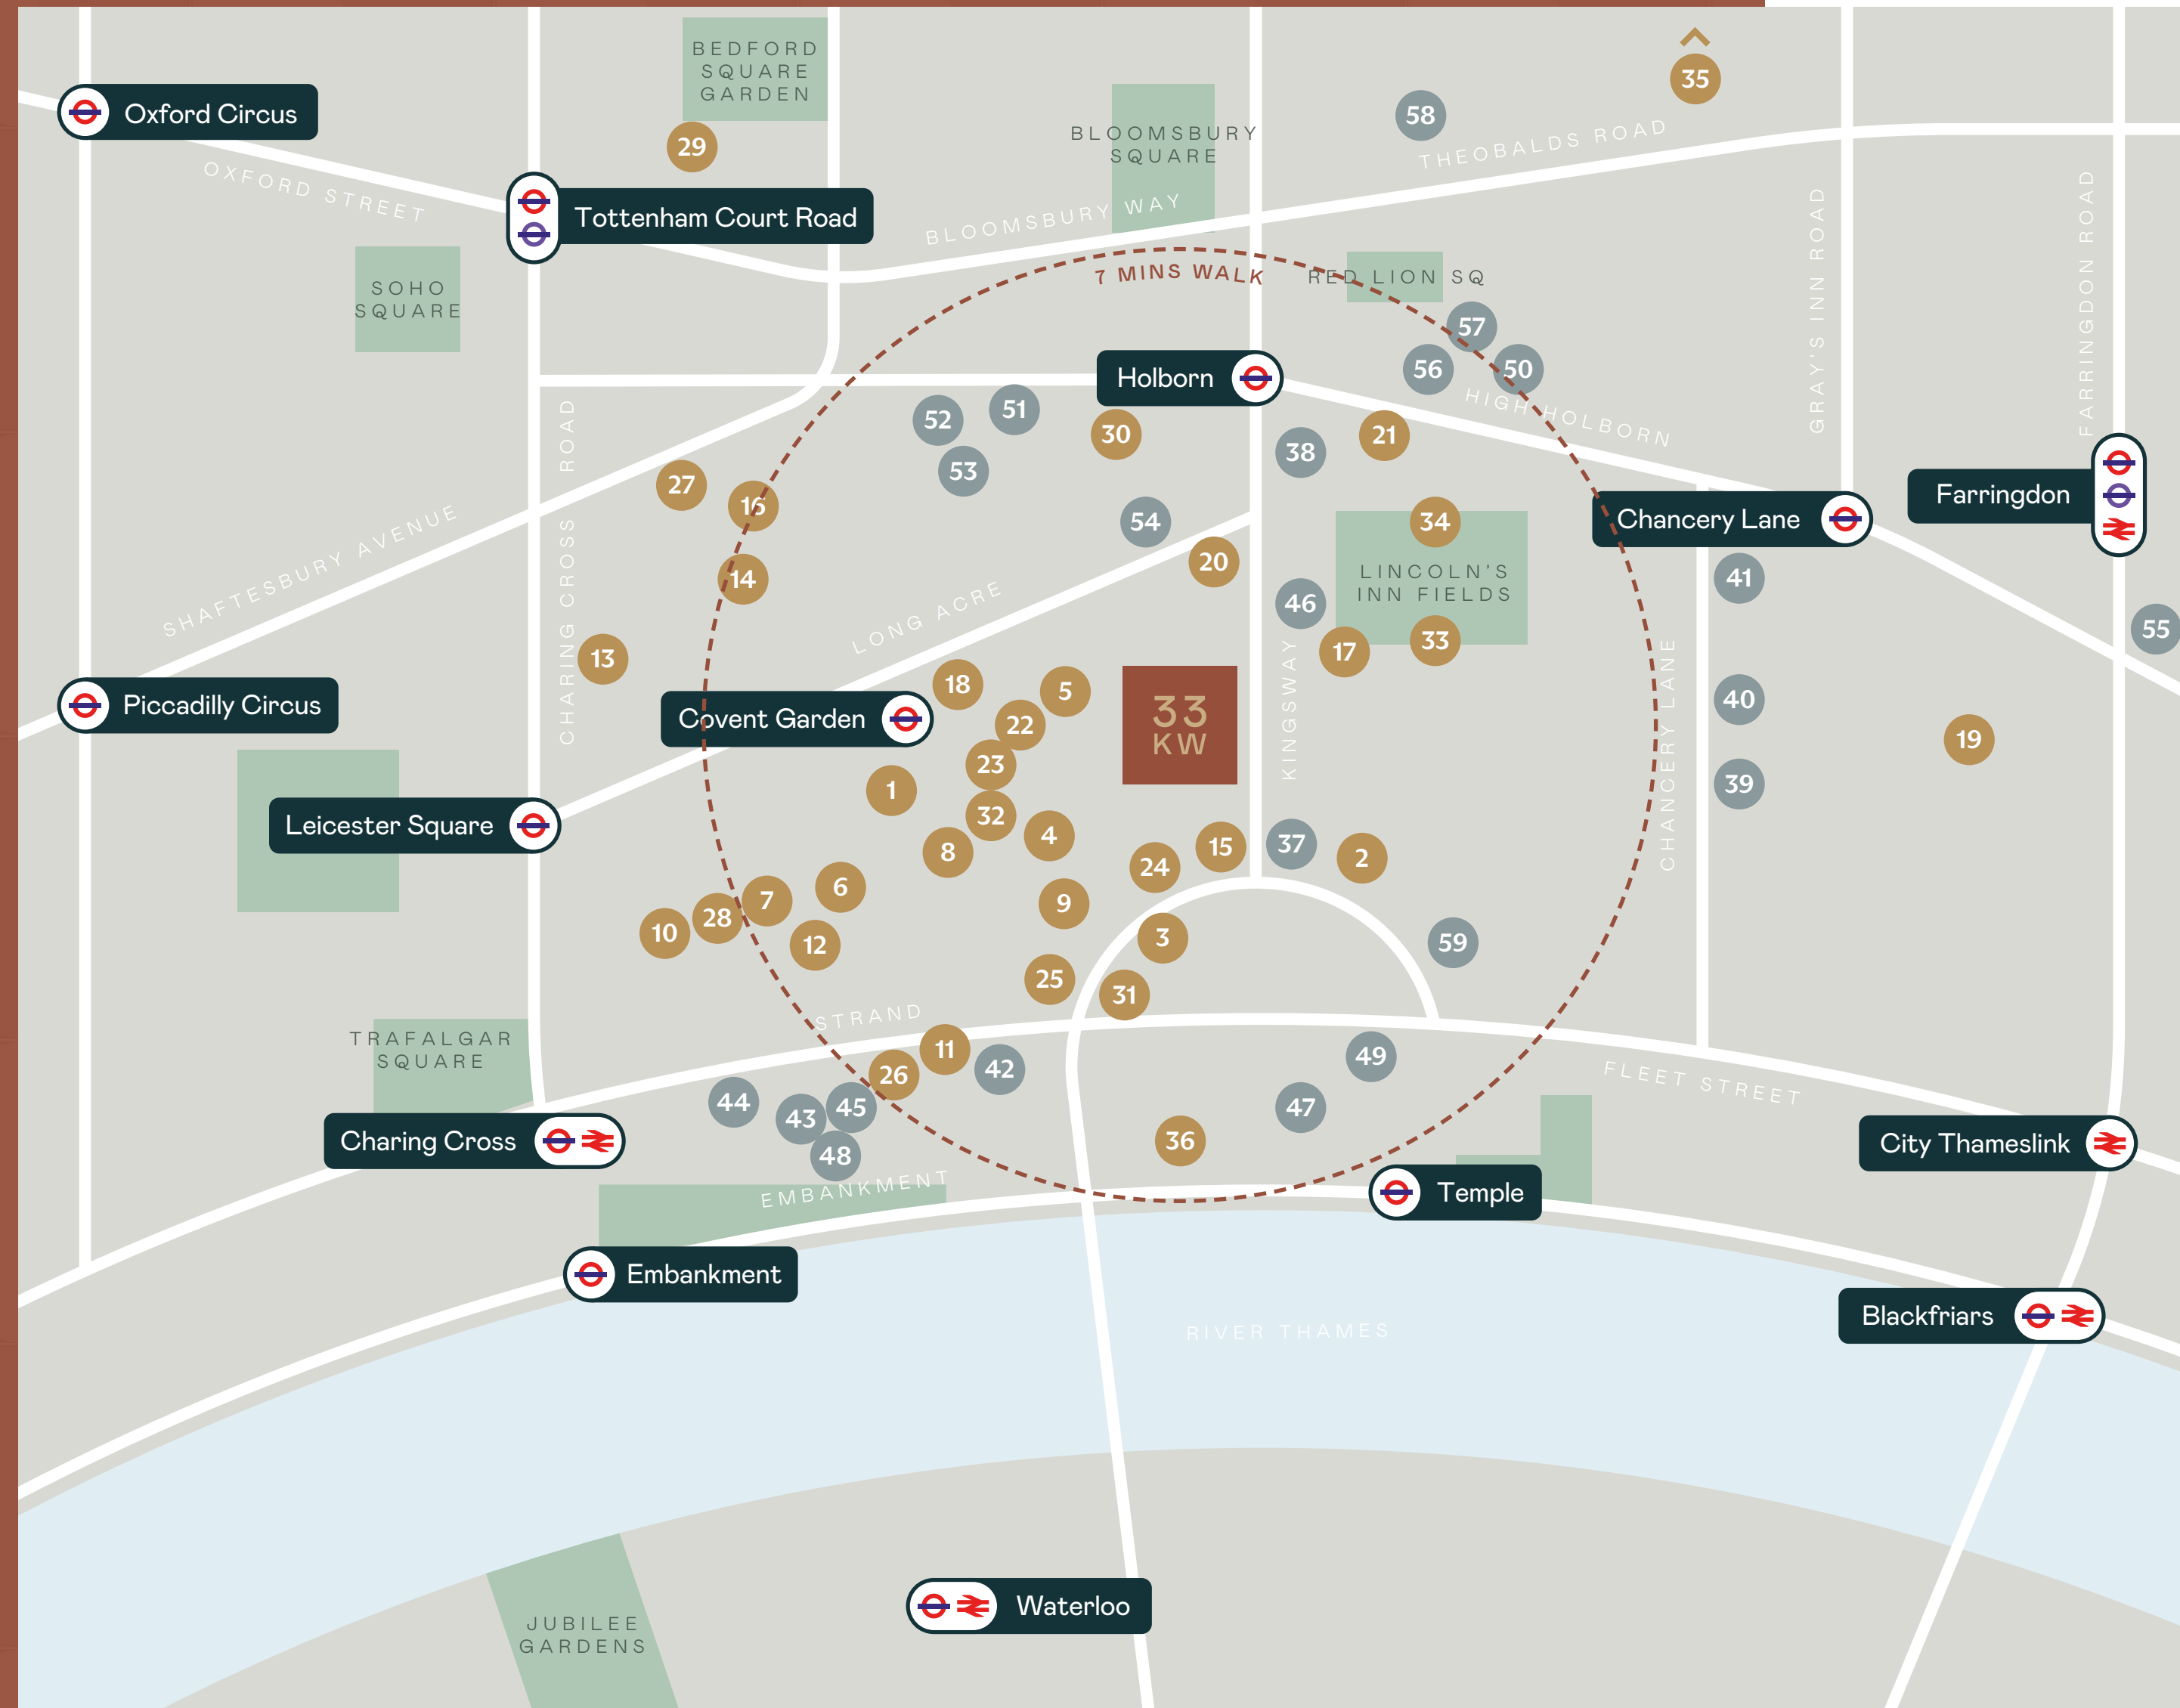 BEDFORD
SQUARE
GARDEN
35
Oxford Circus
58
BLOOMSBURY
SQUARE
29
THEOBALDS ROAD
OXFORD STREET
Tottenham Court Road
BLOOMSBURY WAY
GRAY'S INN ROAD
FARRINGDON ROAD
SOHO
SQUARE
7 MINS WALK
RED LION SQ
57
Holborn
56
50
52
51
30
38
21
HIGH HOLBORN
CHARING CROSS ROAD
27
16
53
54
34
Chancery Lane
Farringdon
SHAFTESBURY AVENUE
14
20
LINCOLN'S
INN FIELDS
41
LONG ACRE
46
55
13
17
33
18
5
Piccadilly Circus
Covent Garden
22
33
KW
KINGSWAY
CHANCERY LANE
40
19
23
1
39
Leicester Square
32
4
8
24
15
37
2
6
7
28
10
12
9
3
59
25
31
STRAND
TRAFALGAR
SQUARE
11
26
42
49
FLEET STREET
44
43
45
47
48
36
Charing Cross
City Thameslink
EMBANKMENT
Temple
Embankment
RIVER THAMES
Blackfriars
Waterloo
JUBILEE
GARDENS